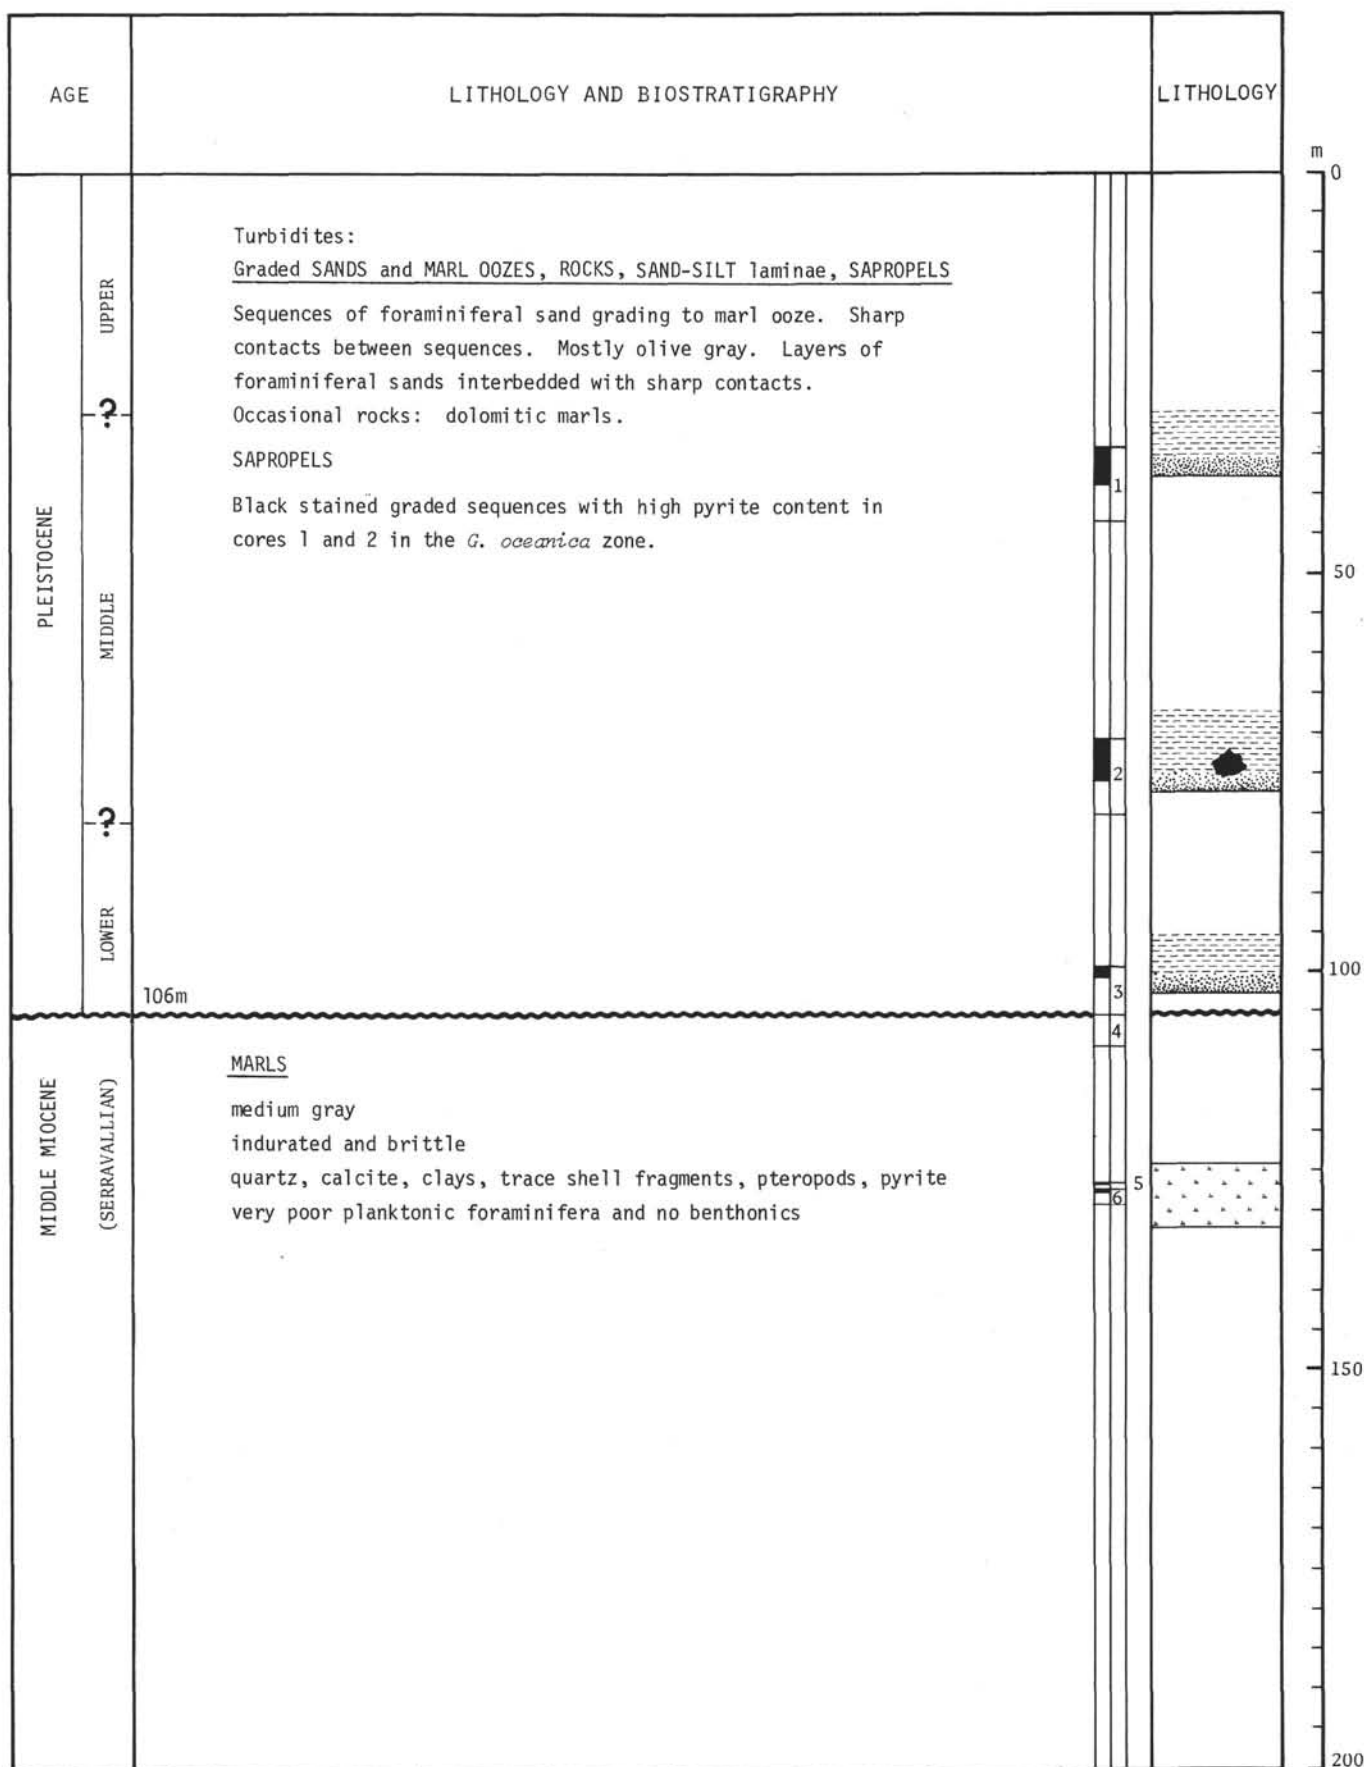 AGE
LITHOLOGY AND BIOSTRATIGRAPHY
LITHOLOGY
m
0
PLEISTOCENE
UPPER
?
MIDDLE
?
LOWER
Turbidites:
Graded SANDS and MARL OOZES, ROCKS, SAND-SILT laminae, SAPROPELS
Sequences of foraminiferal sand grading to marl ooze. Sharp
contacts between sequences. Mostly olive gray. Layers of
foraminiferal sands interbedded with sharp contacts.
Occasional rocks: dolomitic marls.
SAPROPELS
Black stained graded sequences with high pyrite content in
cores 1 and 2 in the G. oceanica zone.
1
50
2
100
3
106m
4
MIDDLE MIOCENE
(SERRAVALLIAN)
MARLS
medium gray
indurated and brittle
quartz, calcite, clays, trace shell fragments, pteropods, pyrite
very poor planktonic foraminifera and no benthonics
5
6
150
200